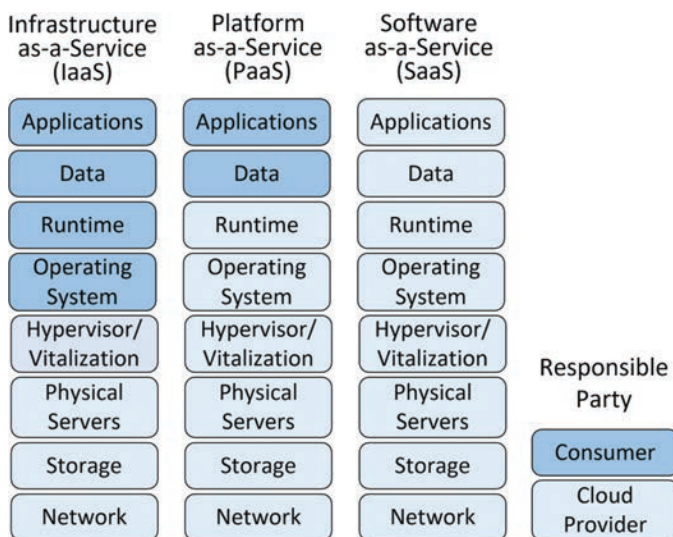 Infrastructure
as-a-Service
(IaaS)
Applications
Data
Runtime
Operating
System
Hypervisor/
Vitalization
Physical
Servers
Storage
Network
Platform
as-a-Service
(PaaS)
Applications
Data
Runtime
Operating
System
Hypervisor/
Vitalization
Physical
Servers
Storage
Network
Software
as-a-Service
(SaaS)
Applications
Data
Runtime
Operating
System
Hypervisor/
Vitalization
Physical
Servers
Storage
Network
Responsible
Party
Consumer
Cloud
Provider